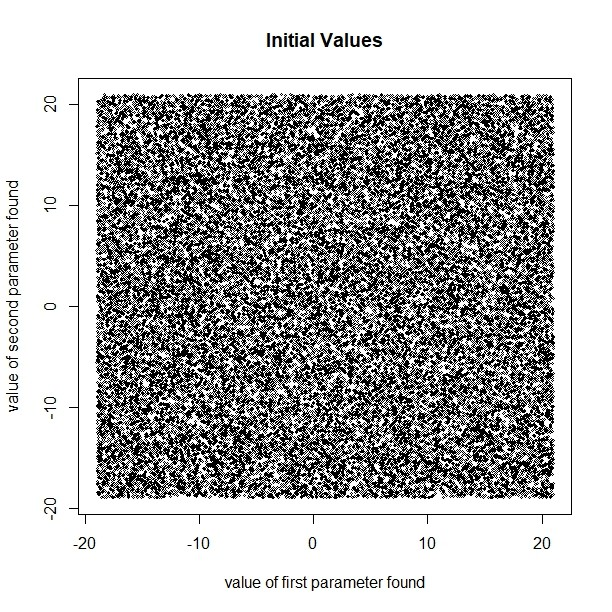 Initial Values
value of second parameter found
20
10
0
-10
-20
-20 -10 0 10 20
value of first parameter found